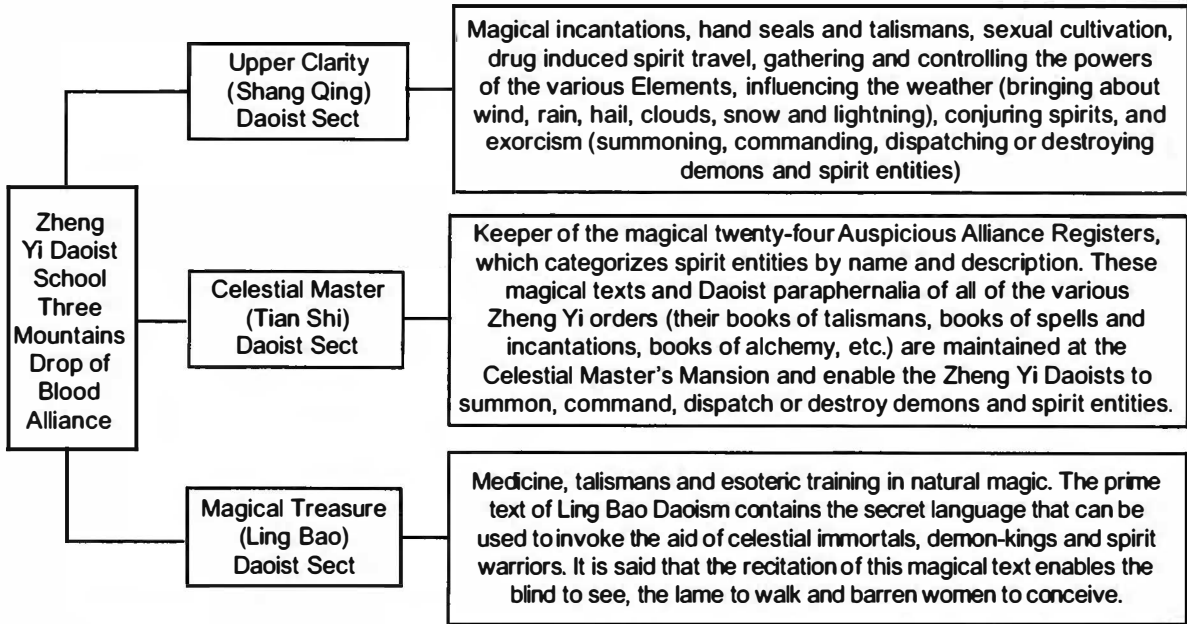 Zheng
Yi Daoist
School
Three
Mountains
Drop of
Blood
Alliance
Upper Clarity
(Shang Qing)
Daoist Sect
Magical incantations, hand seals and talismans, sexual cultivation,
drug induced spirit travel, gathering and controlling the powers
of the various Elements, influencing the weather (bringing about
wind, rain, hail, clouds, snow and lightning), conjuring spirits, and
exorcism (summoning, commanding, dispatching or destroying
demons and spirit entities)
Celestial Master
(Tian Shi)
Daoist Sect
Keeper of the magical twenty-four Auspicious Alliance Registers,
which categorizes spirit entities by name and description. These
magical texts and Daoist paraphernalia of all of the various
Zheng Yi orders (their books of talismans, books of spells and
incantations, books of alchemy, etc.) are maintained at the
Celestial Master's Mansion and enable the Zheng Yi Daoists to
summon, command, dispatch or destroy demons and spirit entities.
Magical Treasure
(Ling Bao)
Daoist Sect
Medicine, talismans and esoteric training in natural magic. The prime
text of Ling Bao Daoism contains the secret language that can be
used to invoke the aid of celestial immortals, demon-kings and spirit
warriors. It is said that the recitation of this magical text enables the
blind to see, the lame to walk and barren women to conceive.